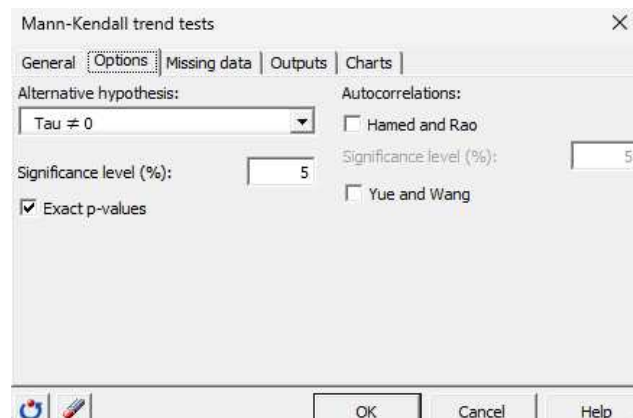 Mann-Kendall trend tests
General Options Missing data Outputs Charts
Alternative hypothesis:
Tau ≠ 0
Significance level (%): 5
Exact p-values
Autocorrelations:
Hamed and Rao
Significance level (%): 5
Yue and Wang
OK Cancel Help